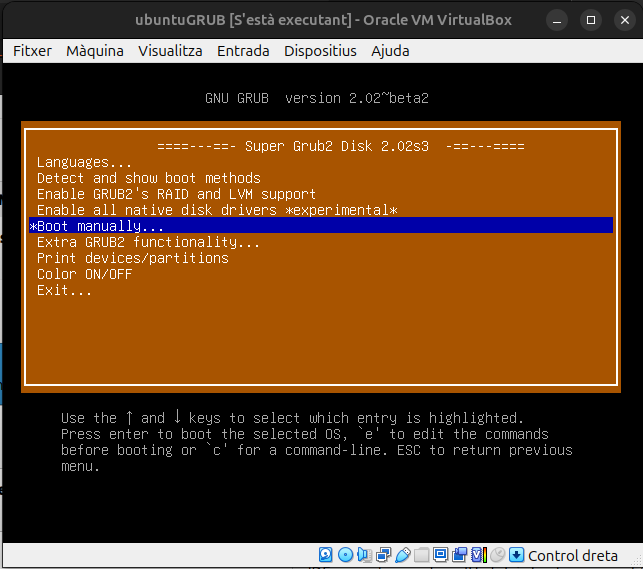 ubuntuGRUB [S'està executant] - Oracle VM VirtualBox
Fitxer Màquina Visualitza Entrada Dispositius Ajuda
GNU GRUB version 2.02~beta2
====---==- Super Grub2 Disk 2.02s3 -==---====
Languages...
Detect and show boot methods
Enable GRUB2's RAID and LVM support
Enable all native disk drivers *experimental*
*Boot manually...
Extra GRUB2 functionality...
Print devices/partitions
Color ON/OFF
Exit...
Use the ↑ and ↓ keys to select which entry is highlighted.
Press enter to boot the selected OS, `e' to edit the commands
before booting or `c' for a command-line. ESC to return previous
menu.
Control dreta